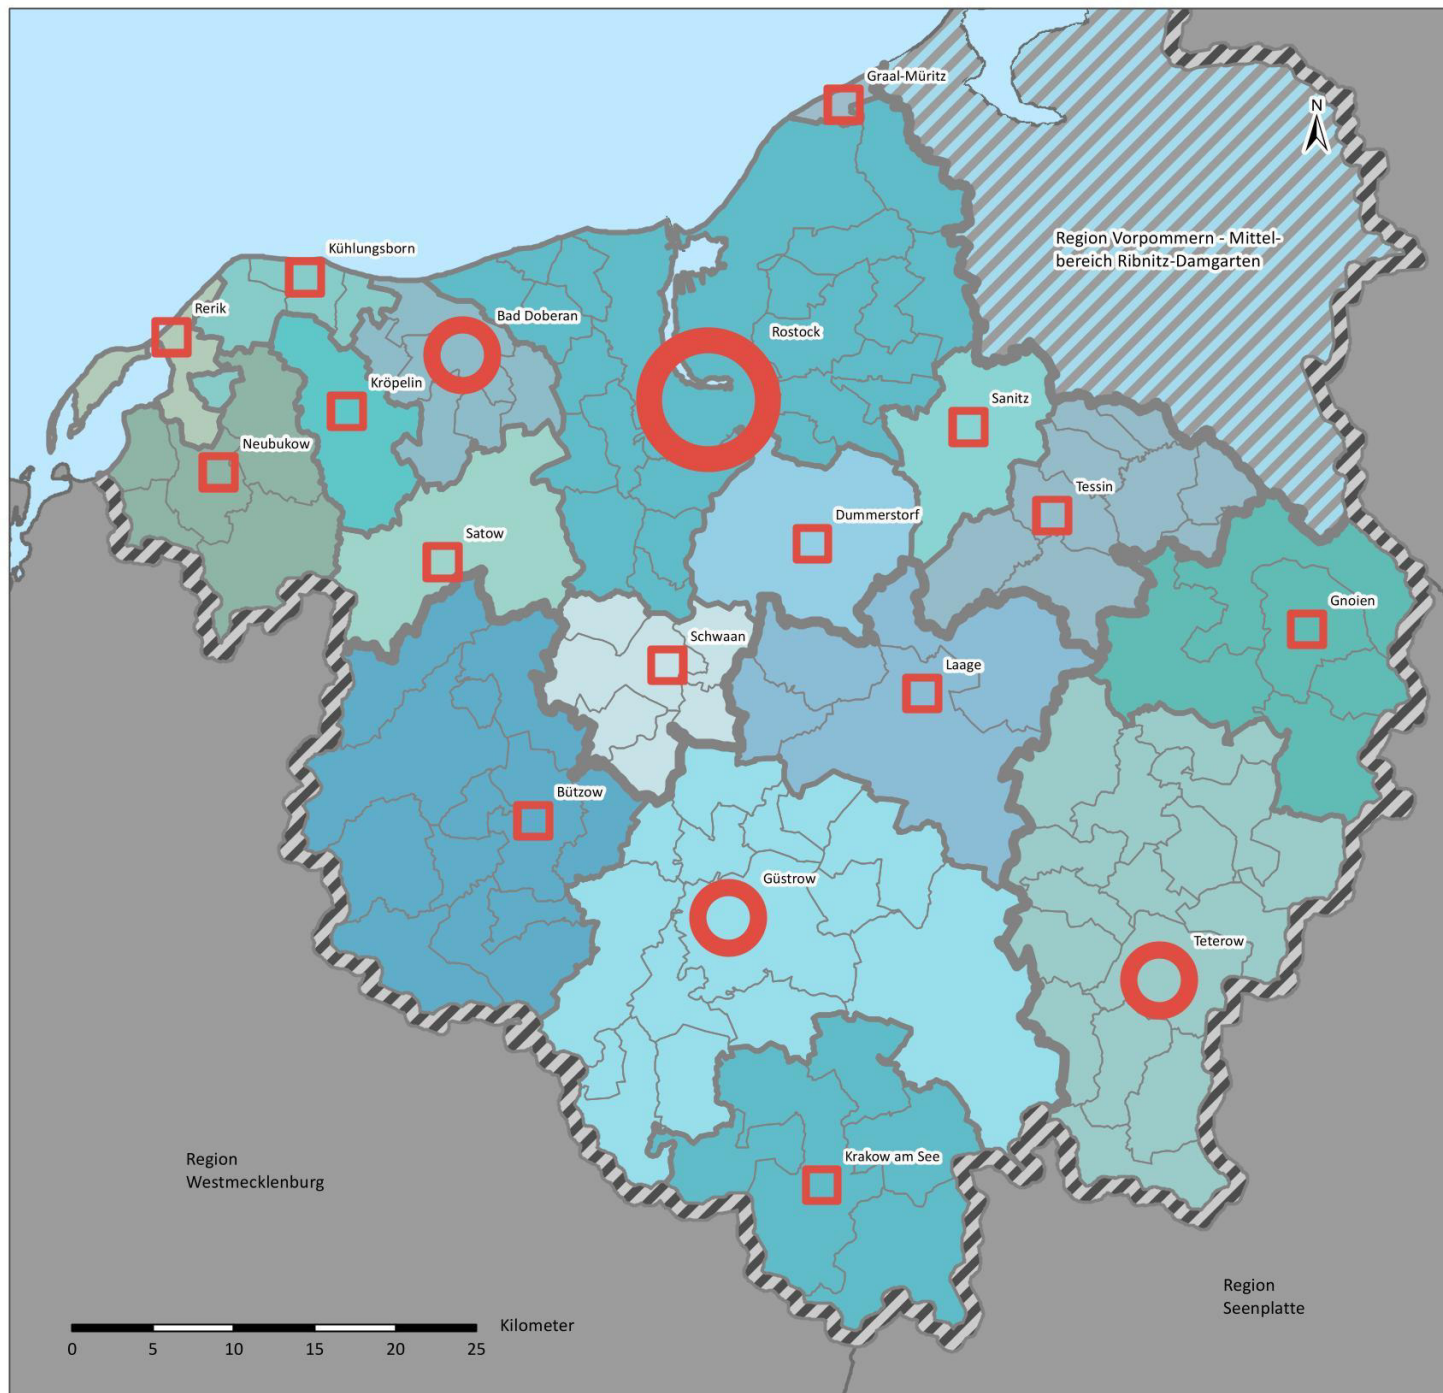 Graal-Müritz
N
Region Vorpommern - Mittel-
bereich Ribnitz-Damgarten
Kühlungsborn
Rerik
Bad Doberan
Rostock
Kröpelin
Sanitz
Neubukow
Tessin
Dummerstorf
Satow
Gnoien
Schwaan
Laage
Bützow
Güstrow
Teterow
Krakow am See
Region
Westmecklenburg
Region
Seenplatte
Kilometer
0 5 10 15 20 25